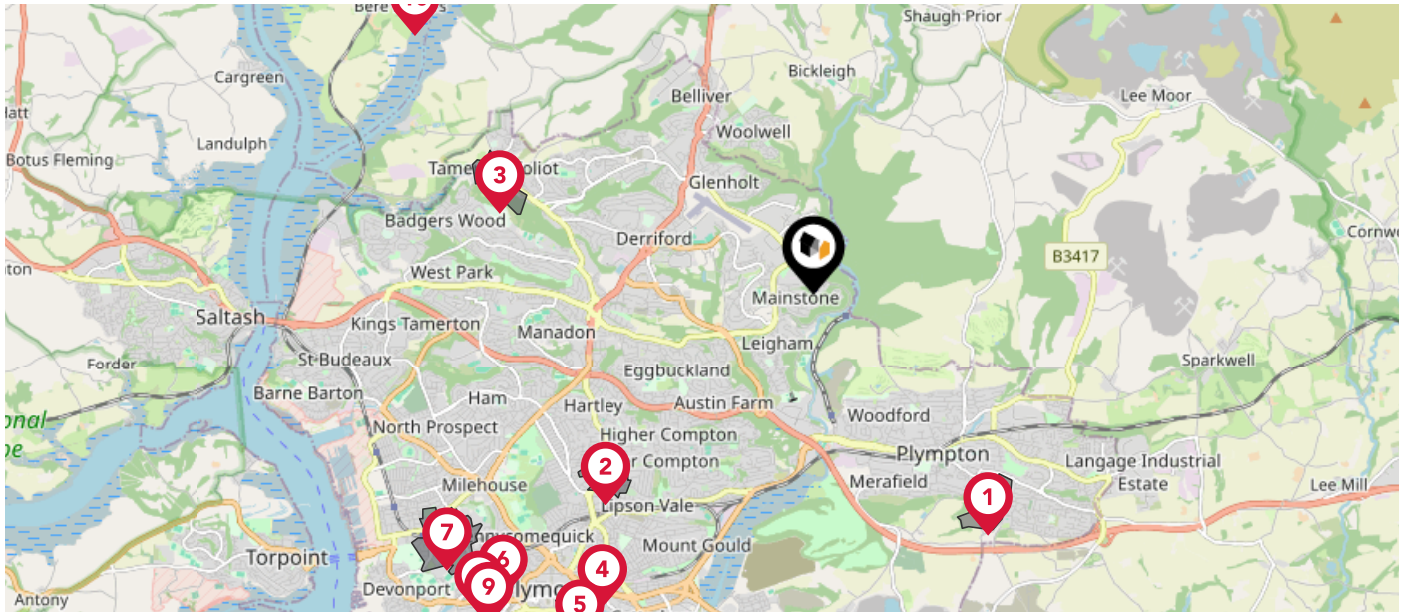 Shaugh Prior
Bickleigh
Cargreen
Belliver
Lee Moor
Woolwell
Landulph
Botus Fleming
3
Glenholt
Badgers Wood
Derriford
B3417
West Park
Mainstone
Saltash
Kings Tamerton
Manadon
Leigham
St Budeaux
Sparkwell
Forder
Eggbuckland
Barne Barton
Ham
Hartley
Austin Farm
Woodford
North Prospect
Higher Compton
Plympton
2
Compton
Langage Industrial
Estate
Milehouse
Merafield
Lee Mill
1
Lipson Vale
7
Mount Gould
Torpoint
6
4
Devonport
9
5
Antony